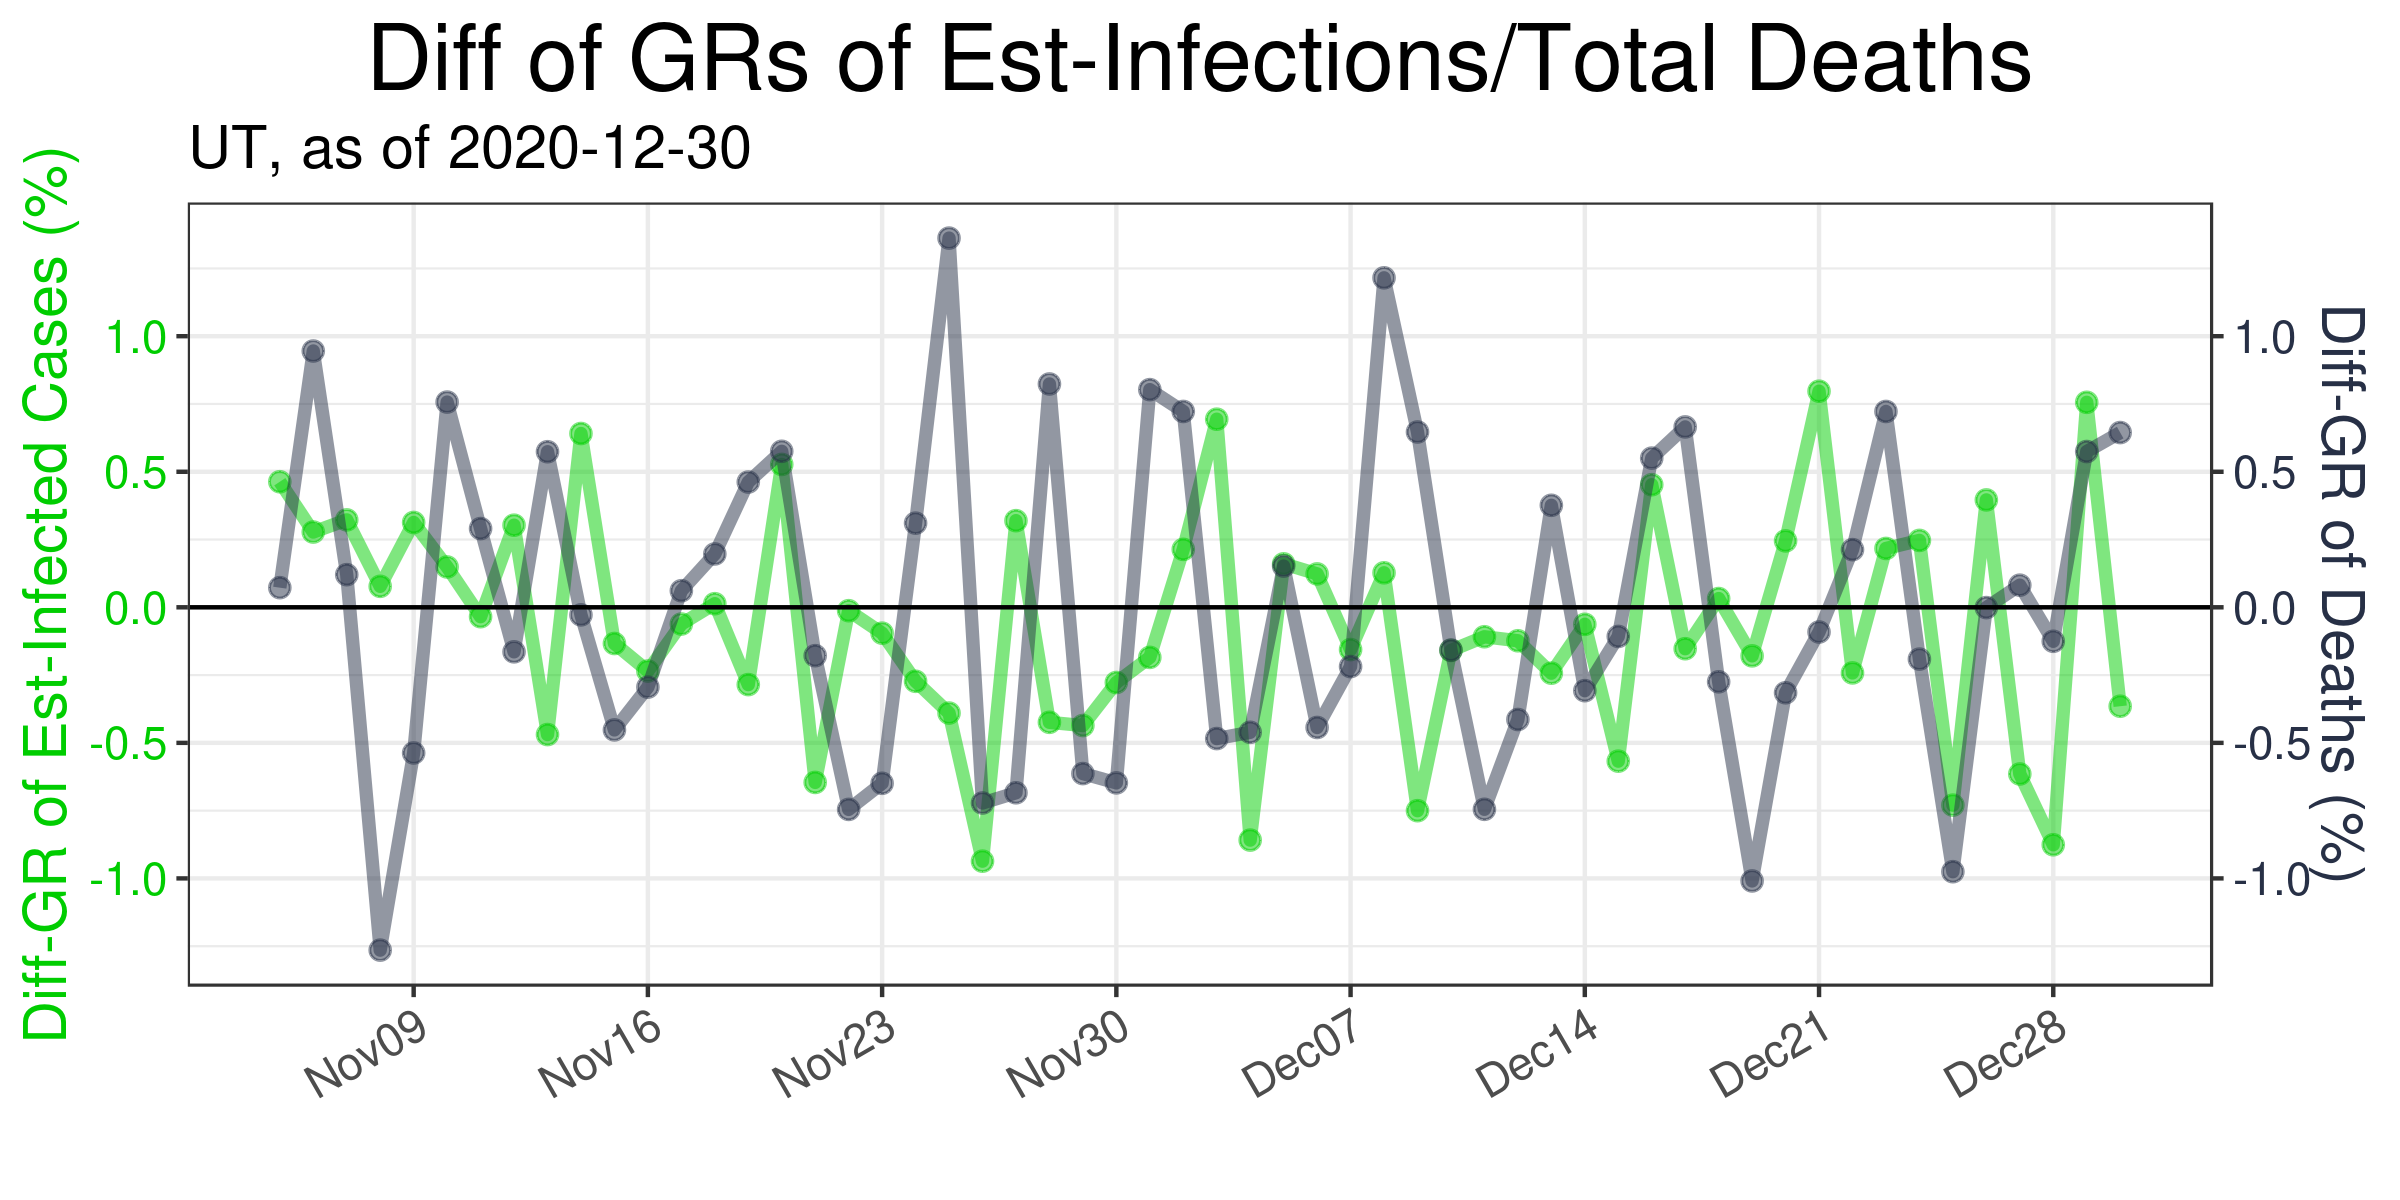 Diff of GRs of Est-Infections/Total Deaths
UT, as of 2020-12-30
Diff-GR of Est-Infected Cases (%)
1.0
0.5
0.0
-0.5
-1.0
1.0
0.5
0.0
-0.5
-1.0
Diff-GR of Deaths (%)
Nov09
Nov16
Nov23
Nov30
Dec07
Dec14
Dec21
Dec28